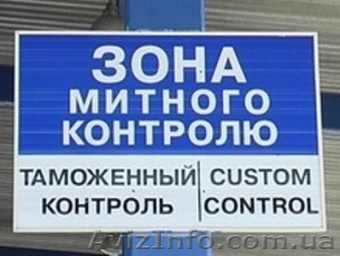 ЗОНА
МИТНОГО
КОНТРОЛЮ
ТАМОЖЕННЫЙ CUSTOM
КОНТРОЛЬ CONTROL
AvizInfo.com.ua